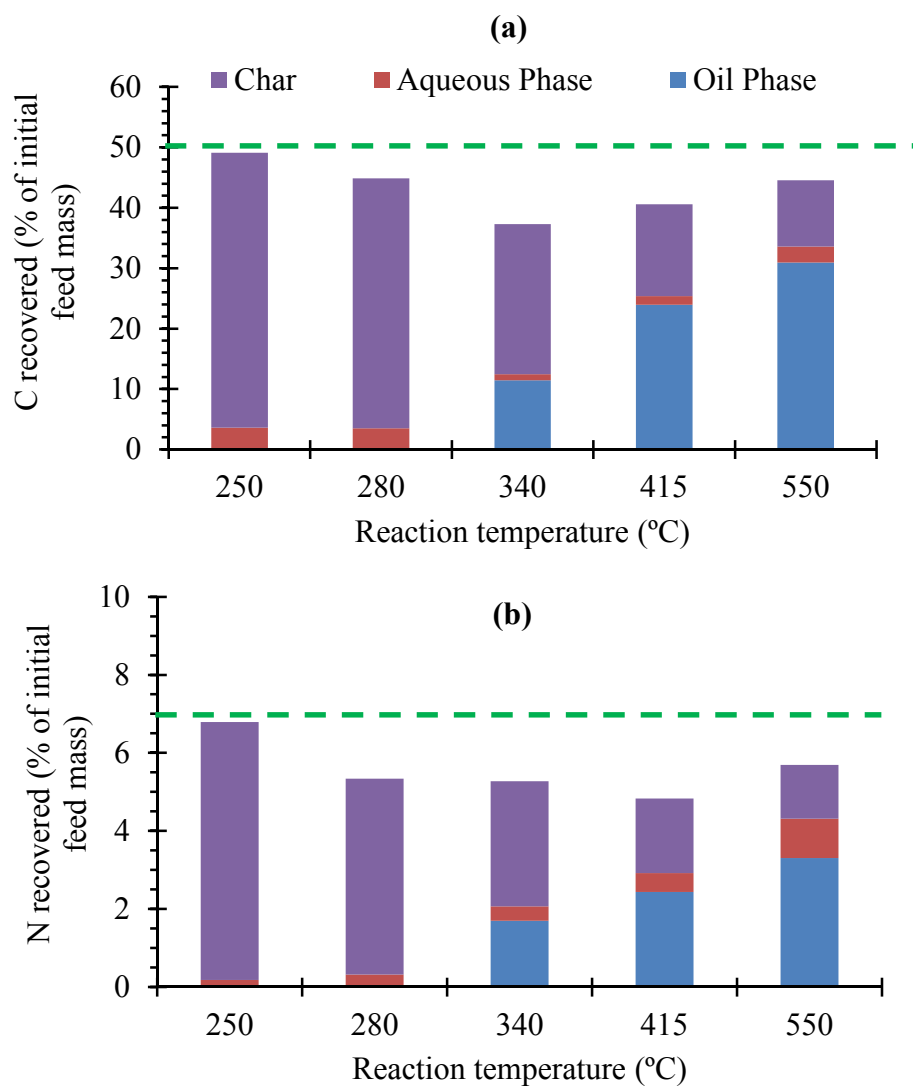 (a)
Char Aqueous Phase Oil Phase
60
50
40
30
20
10
0
C recovered (% of initial
feed mass)
250 280 340 415 550
Reaction temperature (ºC)
(b)
10
8
6
4
2
0
N recovered (% of initial
feed mass)
250 280 340 415 550
Reaction temperature (ºC)